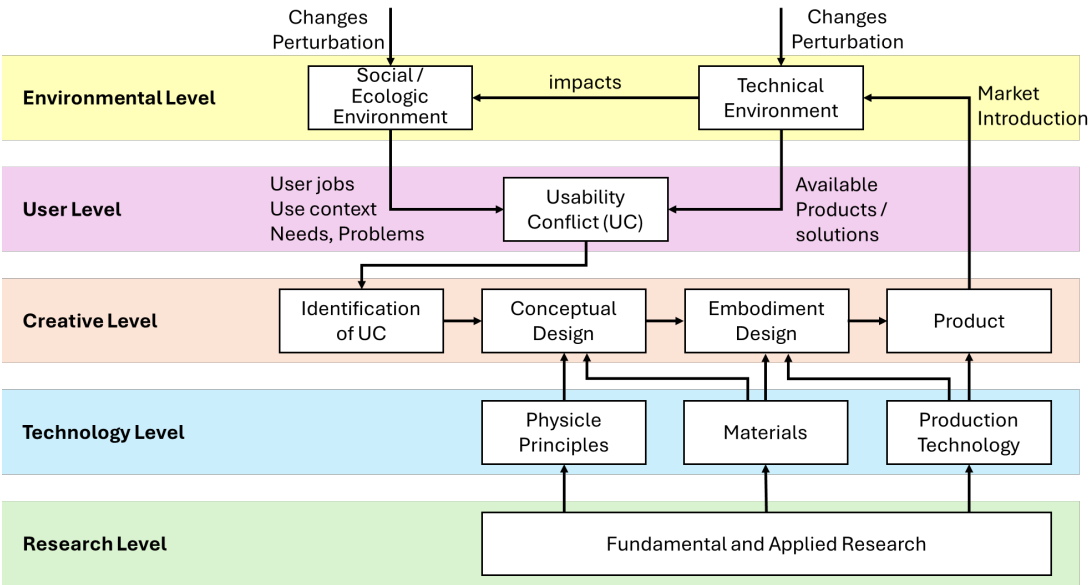 Changes
Perturbation
Changes
Perturbation
Environmental Level
Social /
Ecologic
Environment
impacts
Technical
Environment
Market
Introduction
User Level
User jobs
Use context
Needs, Problems
Usability
Conflict (UC)
Available
Products /
solutions
Creative Level
Identification
of UC
Conceptual
Design
Embodiment
Design
Product
Technology Level
Physicle
Principles
Materials
Production
Technology
Research Level
Fundamental and Applied Research